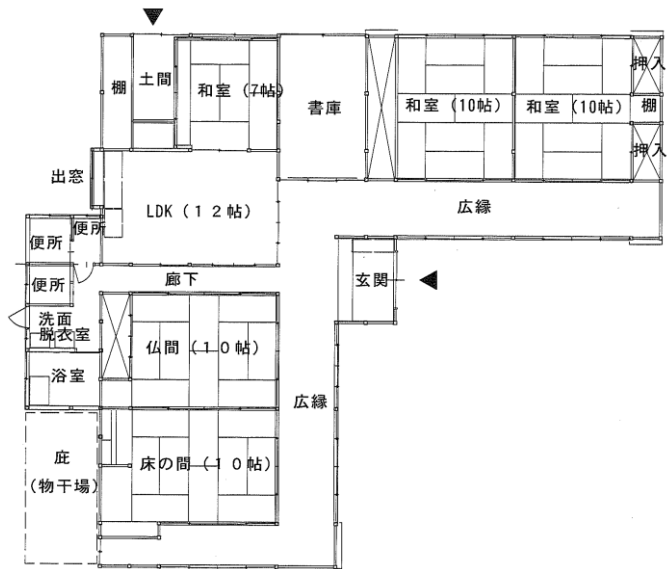 棚
土間
和室(7帖)
書庫
和室(10帖)
和室(10帖)
押入
棚
押入
出窓
LDK(12帖)
広縁
便所
便所
便所
廊下
玄関
洗面
脱衣室
仏間(10帖)
浴室
広縁
庇
(物干場)
床の間(10帖)